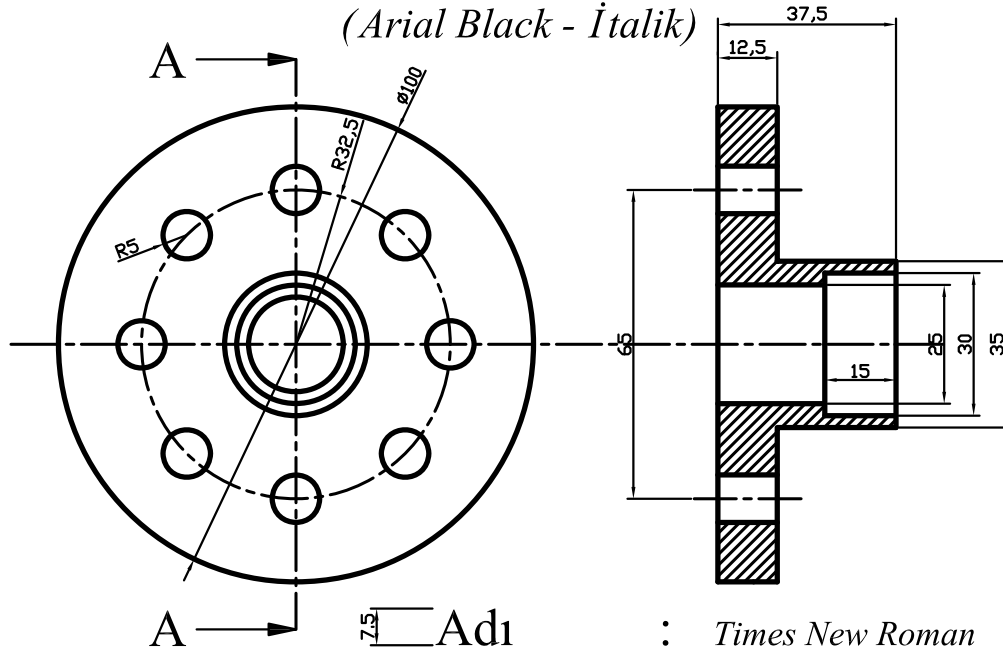 (Arial Black - İtalik)
37,5
12,5
A
ø100
R32,5
R5
65
25
30
35
15
A
7.5
Adı : Times New Roman